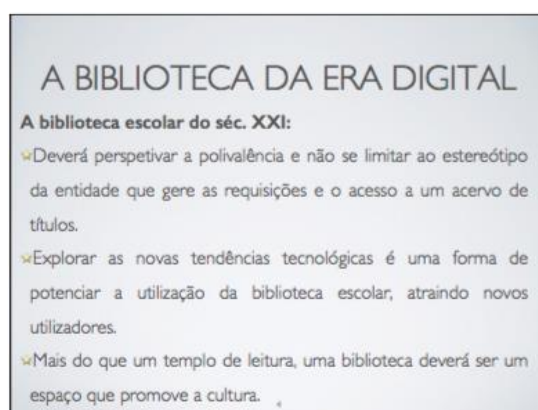 A BIBLIOTECA DA ERA DIGITAL
A biblioteca escolar do séc. XXI:
Deverá perspetivar a polivalência e não se limitar ao estereótipo
da entidade que gere as requisições e o acesso a um acervo de
títulos.
Explorar as novas tendências tecnológicas é uma forma de
potenciar a utilização da biblioteca escolar, atraindo novos
utilizadores.
Mais do que um templo de leitura, uma biblioteca deverá ser um
espaço que promove a cultura.